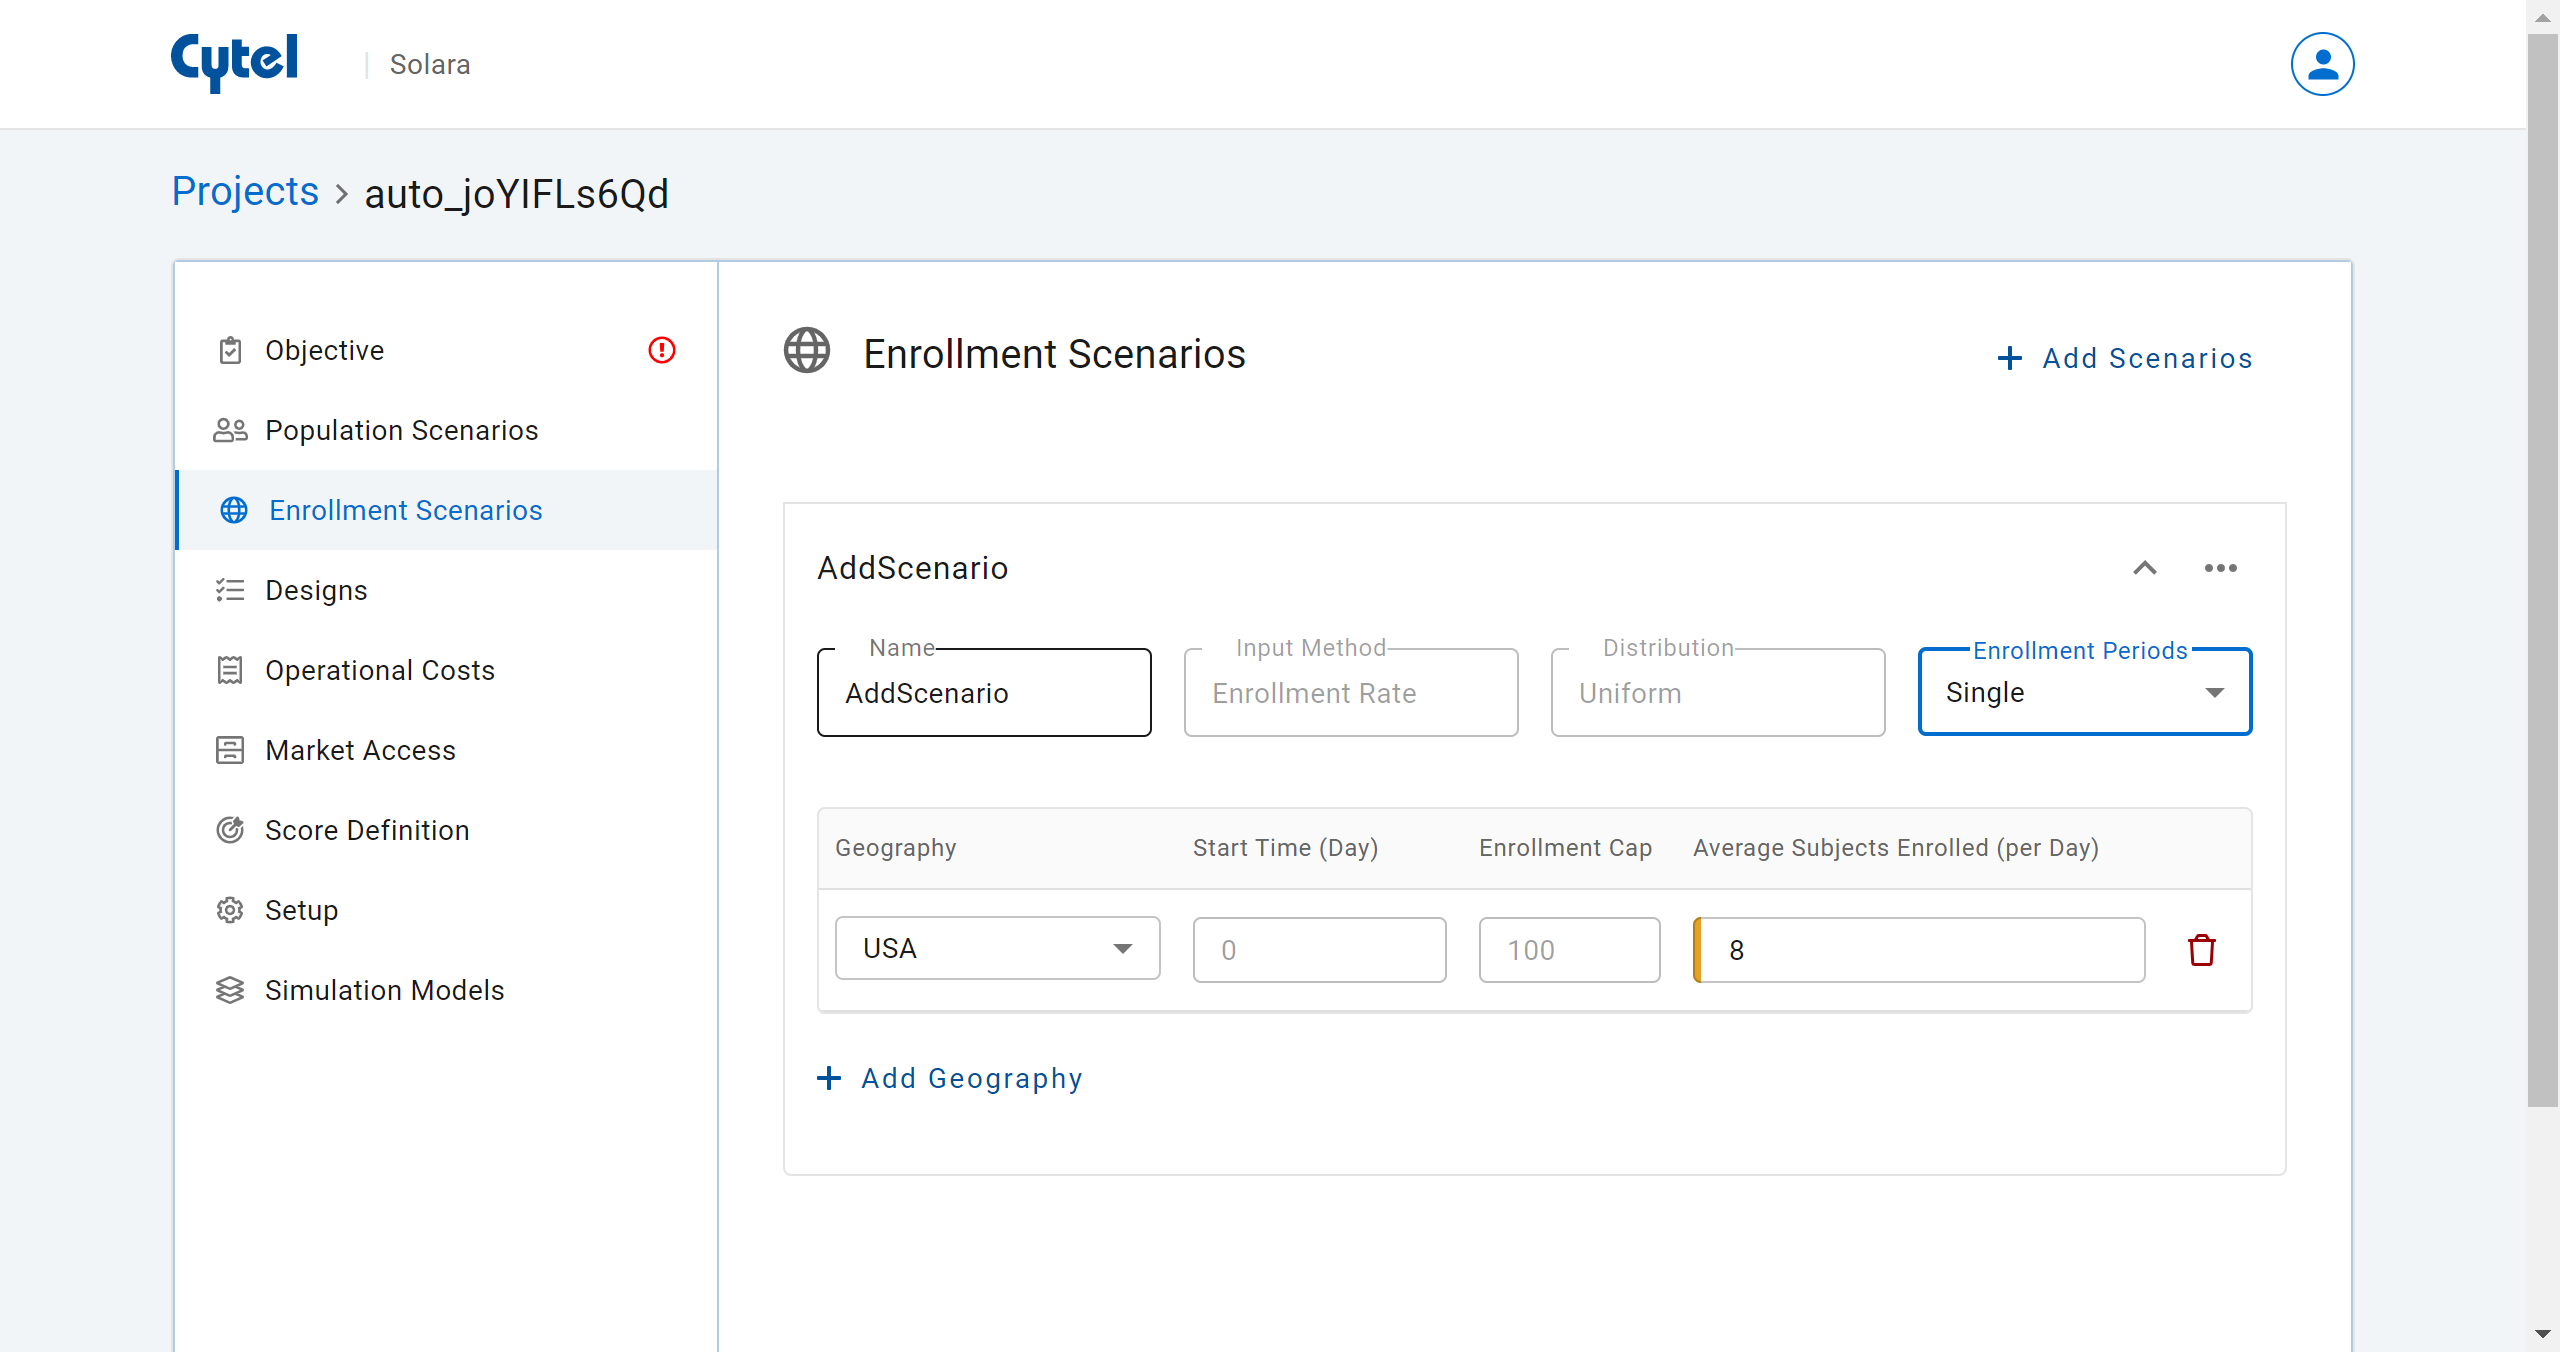 Cytel | Solara
Projects > auto_joYIFLs6Qd
Objective
Population Scenarios
Enrollment Scenarios
Designs
Operational Costs
Market Access
Score Definition
Setup
Simulation Models
Enrollment Scenarios
+ Add Scenarios
AddScenario
Name
AddScenario
Input Method
Enrollment Rate
Distribution
Uniform
Enrollment Periods
Single
Geography Start Time (Day) Enrollment Cap Average Subjects Enrolled (per Day)
USA 0 100 8
+ Add Geography